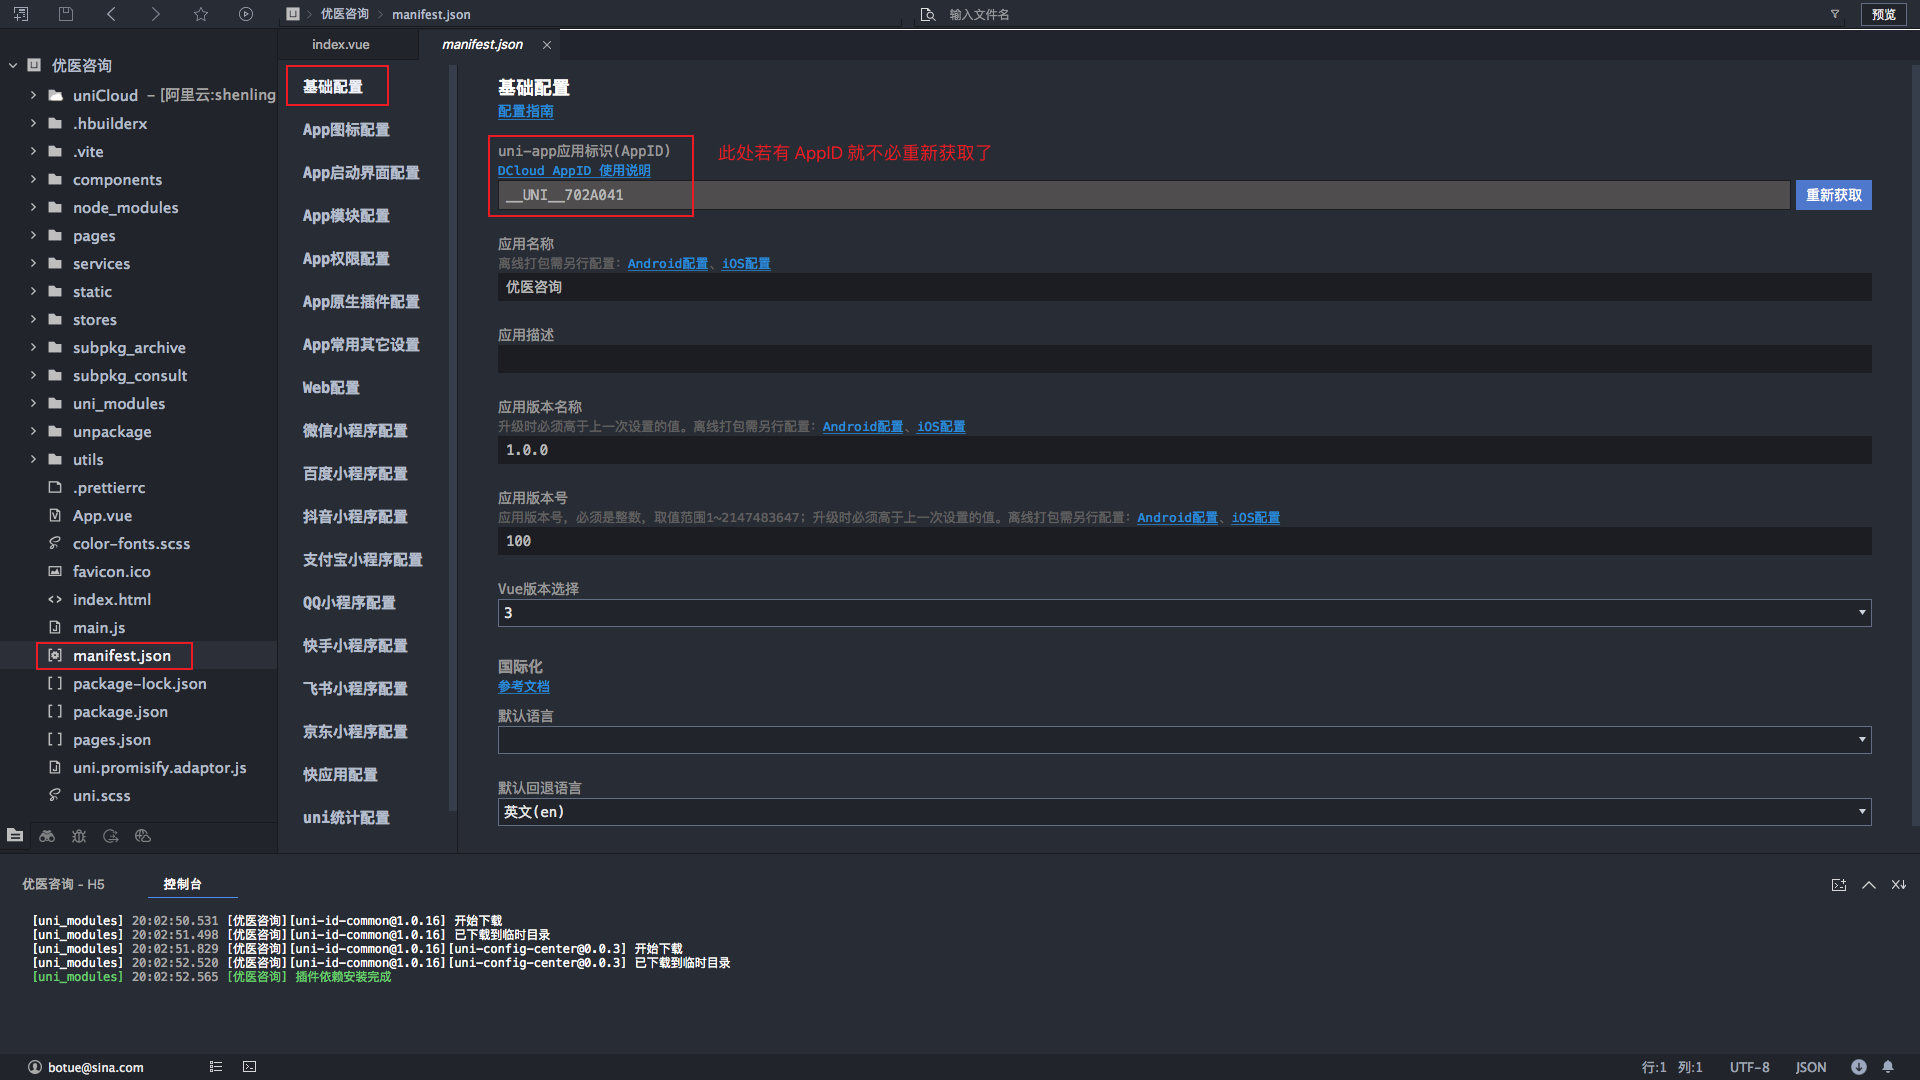 优医咨询
manifest.json
输入文件名
预览
index.vue
manifest.json
优医咨询
uniCloud - [阿里云:shenling
.hbuilderx
.vite
components
node_modules
pages
services
static
stores
subpkg_archive
subpkg_consult
uni_modules
unpackage
utils
.prettierrc
App.vue
color-fonts.scss
favicon.ico
index.html
main.js
manifest.json
package-lock.json
package.json
pages.json
uni.promisify.adaptor.js
uni.scss
基础配置
App图标配置
App启动界面配置
App模块配置
App权限配置
App原生插件配置
App常用其它设置
Web配置
微信小程序配置
百度小程序配置
抖音小程序配置
支付宝小程序配置
QQ小程序配置
快手小程序配置
飞书小程序配置
京东小程序配置
快应用配置
uni统计配置
基础配置
配置指南
uni-app应用标识(AppID)
此处若有 AppID 就不必重新获取了
DCloud AppID 使用说明
__UNI__702A041
重新获取
应用名称
离线打包需另行配置：Android配置、iOS配置
优医咨询
应用描述
应用版本名称
升级时必须高于上一次设置的值。离线打包需另行配置：Android配置、iOS配置
1.0.0
应用版本号
应用版本号，必须是整数，取值范围1~2147483647；升级时必须高于上一次设置的值。离线打包需另行配置：Android配置、iOS配置
100
Vue版本选择
3
国际化
参考文档
默认语言
默认回退语言
英文(en)
优医咨询 - H5
控制台
[uni_modules] 20:02:50.531 [优医咨询][uni-id-common@1.0.16] 开始下载
[uni_modules] 20:02:51.498 [优医咨询][uni-id-common@1.0.16] 已下载到临时目录
[uni_modules] 20:02:51.829 [优医咨询][uni-id-common@1.0.16][uni-config-center@0.0.3] 开始下载
[uni_modules] 20:02:52.520 [优医咨询][uni-id-common@1.0.16][uni-config-center@0.0.3] 已下载到临时目录
[uni_modules] 20:02:52.565 [优医咨询] 插件依赖安装完成
botue@sina.com
行:1 列:1
UTF-8
JSON